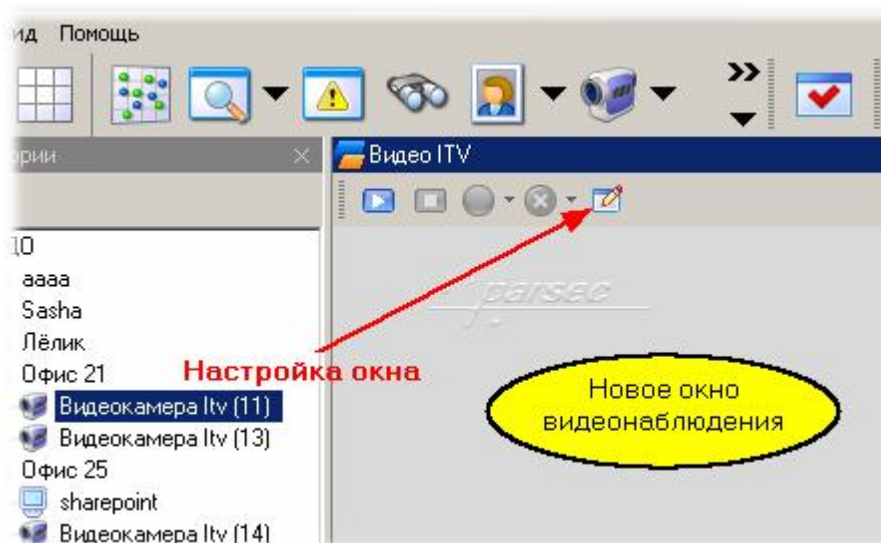 ид Помощь
рии
Видео ITV
parsec
ДО
аааа
Sasha
Лёлик
Офис 21
Настройка окна
Новое окно
видеонаблюдения
Видеокамера Itv (11)
Видеокамера Itv (13)
Офис 25
sharepoint
Видеокамера Itv (14)